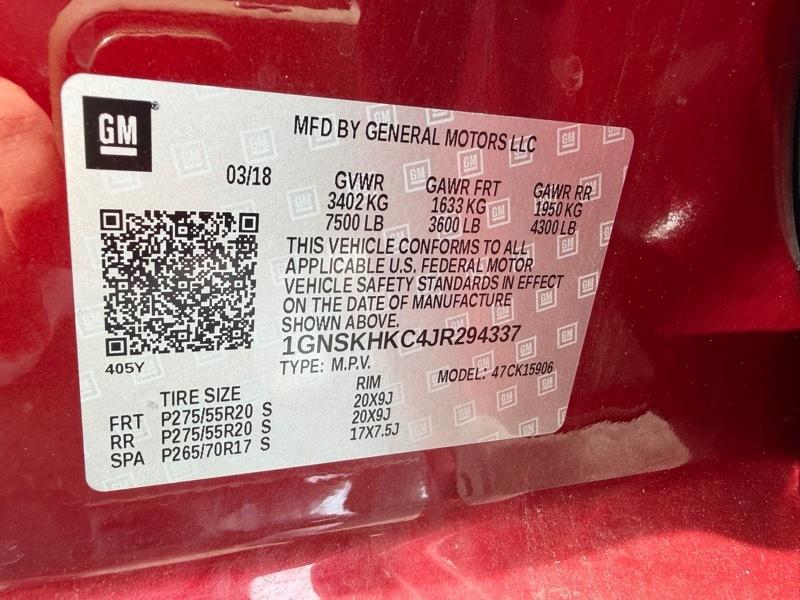 GM
MFD BY GENERAL MOTORS LLC
03/18
GVWR GAWR FRT GAWR RR
3402 KG 1633 KG 1950 KG
7500 LB 3600 LB 4300 LB
THIS VEHICLE CONFORMS TO ALL
APPLICABLE U.S. FEDERAL MOTOR
VEHICLE SAFETY STANDARDS IN EFFECT
ON THE DATE OF MANUFACTURE
SHOWN ABOVE.
1GNSKHKC4JR294337
405Y
TYPE: M.P.V. MODEL: 47CK15906
TIRE SIZE RIM
FRT P275/55R20 S 20X9J
RR P275/55R20 S 20X9J
SPA P265/70R17 S 17X7.5J